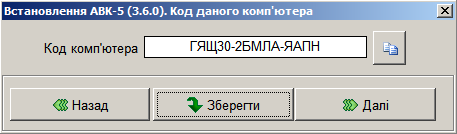 Встановлення АВК-5 (3.6.0). Код даного комп'ютера
Код комп'ютера ГЯЩ30-2БМЛА-ЯАПН
Назад Зберегти Далі